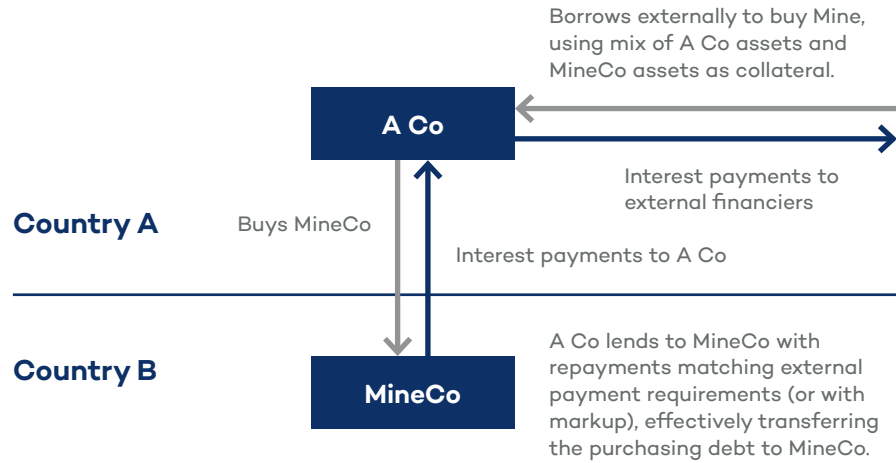 Borrows externally to buy Mine,
using mix of A Co assets and
MineCo assets as collateral.
A Co
Interest payments to
external financiers
Country A
Buys MineCo
Interest payments to A Co
Country B
MineCo
A Co lends to MineCo with
repayments matching external
payment requirements (or with
markup), effectively transferring
the purchasing debt to MineCo.